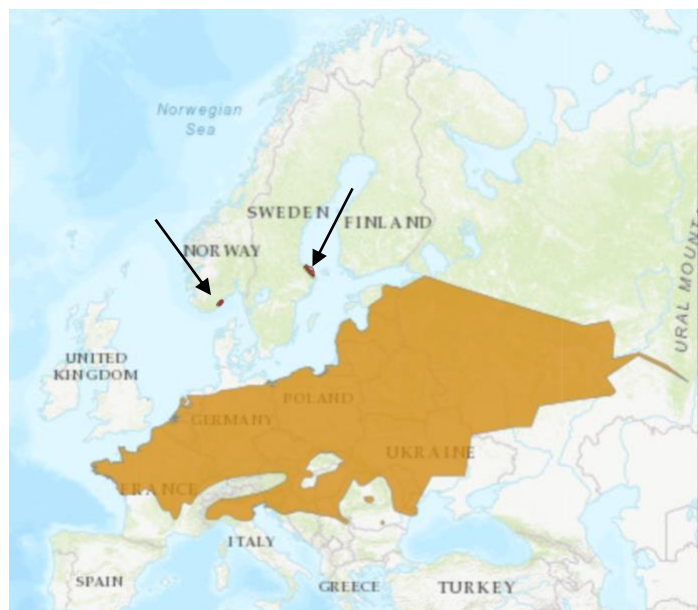 Norwegian
Sea
SWEDEN
FINLAND
NORWAY
URAL MOUNT
UNITED
KINGDOM
POLAND
GERMANY
UKRAINE
FRANCE
ITALY
SPAIN
GREECE
TURKEY